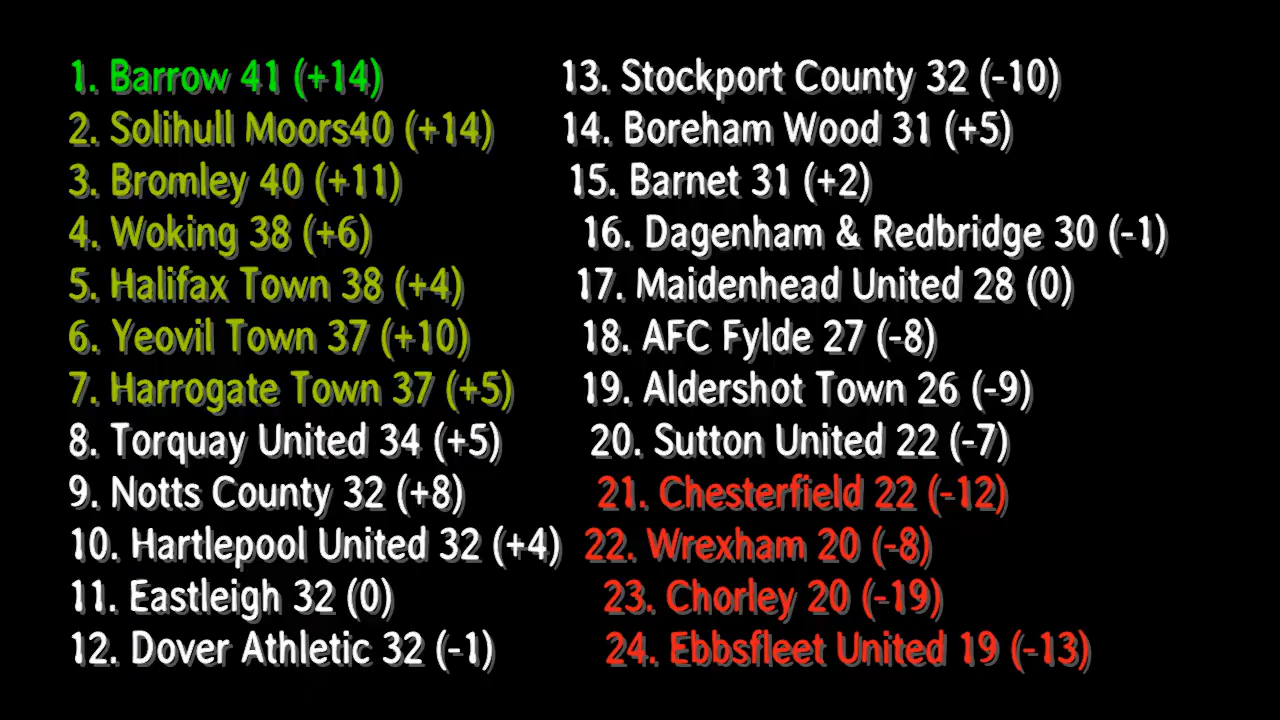 1. Barrow 41 (+14)
2. Solihull Moors40 (+14)
3. Bromley 40 (+11)
4. Woking 38 (+6)
5. Halifax Town 38 (+4)
6. Yeovil Town 37 (+10)
7. Harrogate Town 37 (+5)
8. Torquay United 34 (+5)
9. Notts County 32 (+8)
10. Hartlepool United 32 (+4)
11. Eastleigh 32 (0)
12. Dover Athletic 32 (-1)
13. Stockport County 32 (-10)
14. Boreham Wood 31 (+5)
15. Barnet 31 (+2)
16. Dagenham & Redbridge 30 (-1)
17. Maidenhead United 28 (0)
18. AFC Fylde 27 (-8)
19. Aldershot Town 26 (-9)
20. Sutton United 22 (-7)
21. Chesterfield 22 (-12)
22. Wrexham 20 (-8)
23. Chorley 20 (-19)
24. Ebbsfleet United 19 (-13)